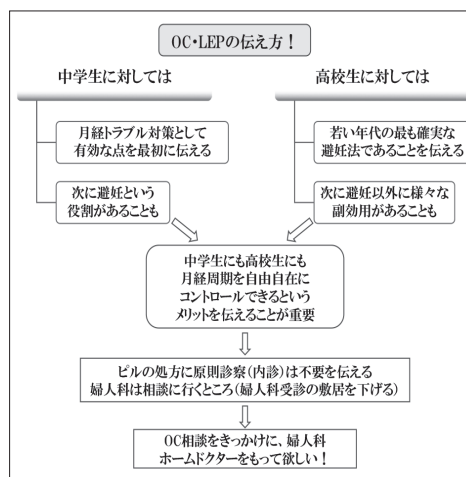 OC・LEPの伝え方！
中学生に対しては
月経トラブル対策として
有効な点を最初に伝える
次に避妊という
役割があることも
高校生に対しては
若い年代の最も確実な
避妊法であることを伝える
次に避妊以外に様々な
副効用があることも
中学生にも高校生にも
月経周期を自由自在に
コントロールできるという
メリットを伝えることが重要
ピルの処方に原則診察(内診)は不要を伝える
婦人科は相談に行くところ(婦人科受診の敷居を下げる)
OC相談をきっかけに、婦人科
ホームドクターをもって欲しい！